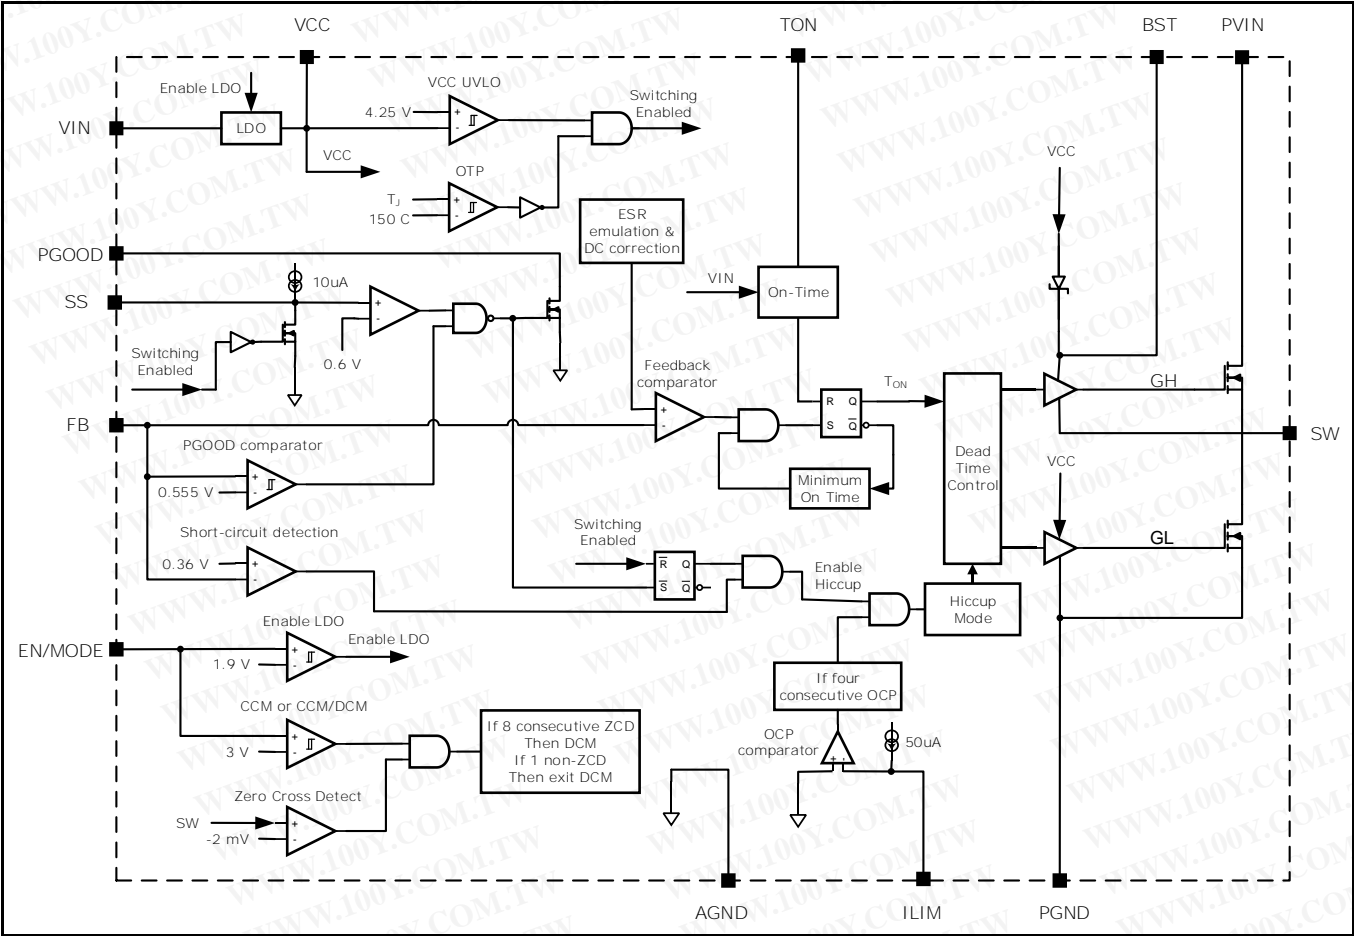 VCC
TON
BST
PVIN
Enable LDO
VCC UVLO
Switching
Enabled
4.25 V
+
-
VIN
LDO
VCC
VCC
OTP
TJ
+
150 C
-
ESR
emulation &
DC correction
PGOOD
VIN
On-Time
10uA
SS
+
-
0.6 V
Switching
Enabled
Feedback
comparator
TON
GH
R Q
S Q
+
-
FB
SW
PGOOD comparator
Dead
Time
Control
VCC
+
0.555 V
-
Minimum
On Time
Short-circuit detection
Switching
Enabled
GL
0.36 V
+
-
R Q
S Q
Enable
Hiccup
Hiccup
Mode
Enable LDO
Enable LDO
EN/MODE
+
1.9 V
-
If four
consecutive OCP
CCM or CCM/DCM
If 8 consecutive ZCD
Then DCM
If 1 non-ZCD
Then exit DCM
+
3 V
-
OCP
comparator
50uA
+ -
Zero Cross Detect
SW
+
-2 mV
-
AGND
ILIM
PGND
WWW.100Y.COM.TW